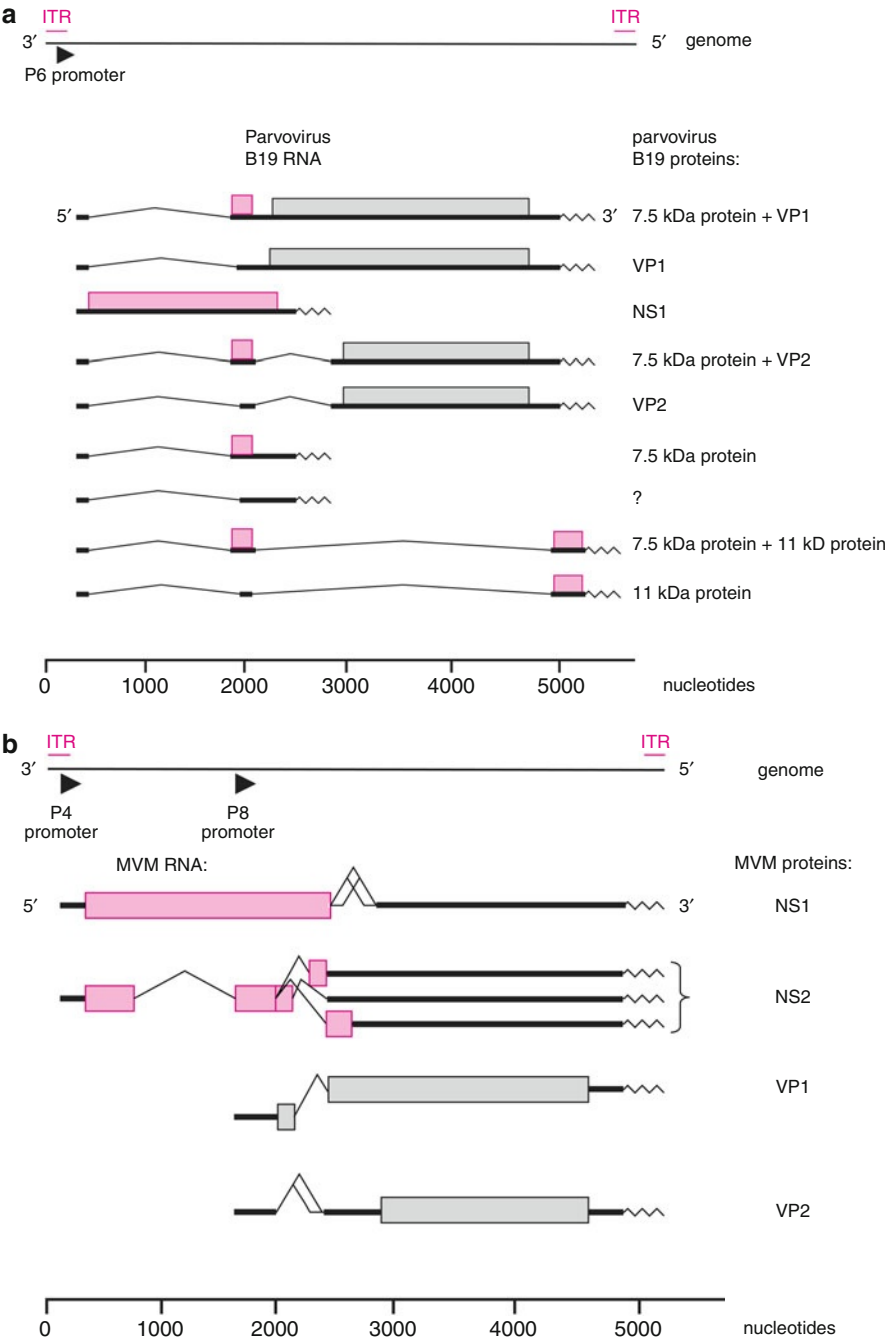 a
ITR
ITR
3′
5′
genome
P6 promoter
Parvovirus
B19 RNA
parvovirus
B19 proteins:
5′
3′
7.5 kDa protein + VP1
VP1
NS1
7.5 kDa protein + VP2
VP2
7.5 kDa protein
?
7.5 kDa protein + 11 kD protein
11 kDa protein
0 1000 2000 3000 4000 5000 nucleotides
b
ITR
ITR
3′
5′
genome
P4
promoter
P8
promoter
MVM RNA:
MVM proteins:
5′
3′
NS1
NS2
VP1
VP2
0 1000 2000 3000 4000 5000 nucleotides